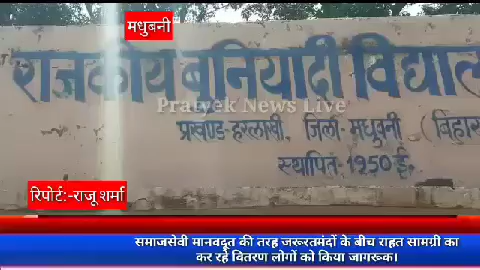 मधुबनी
राजकीय बुनियादी विद्याल
Pratyek News Live
प्रखण्ड-हरलाखी, जिला-मधुबनी (बिहार
स्थापित-1950 ई.
रिपोर्ट:-राजू शर्मा
समाजसेवी मानवदूत की तरह जरूरतमंदों के बीच राहत सामग्री का
कर रहे वितरण लोगों को किया जागरूक।